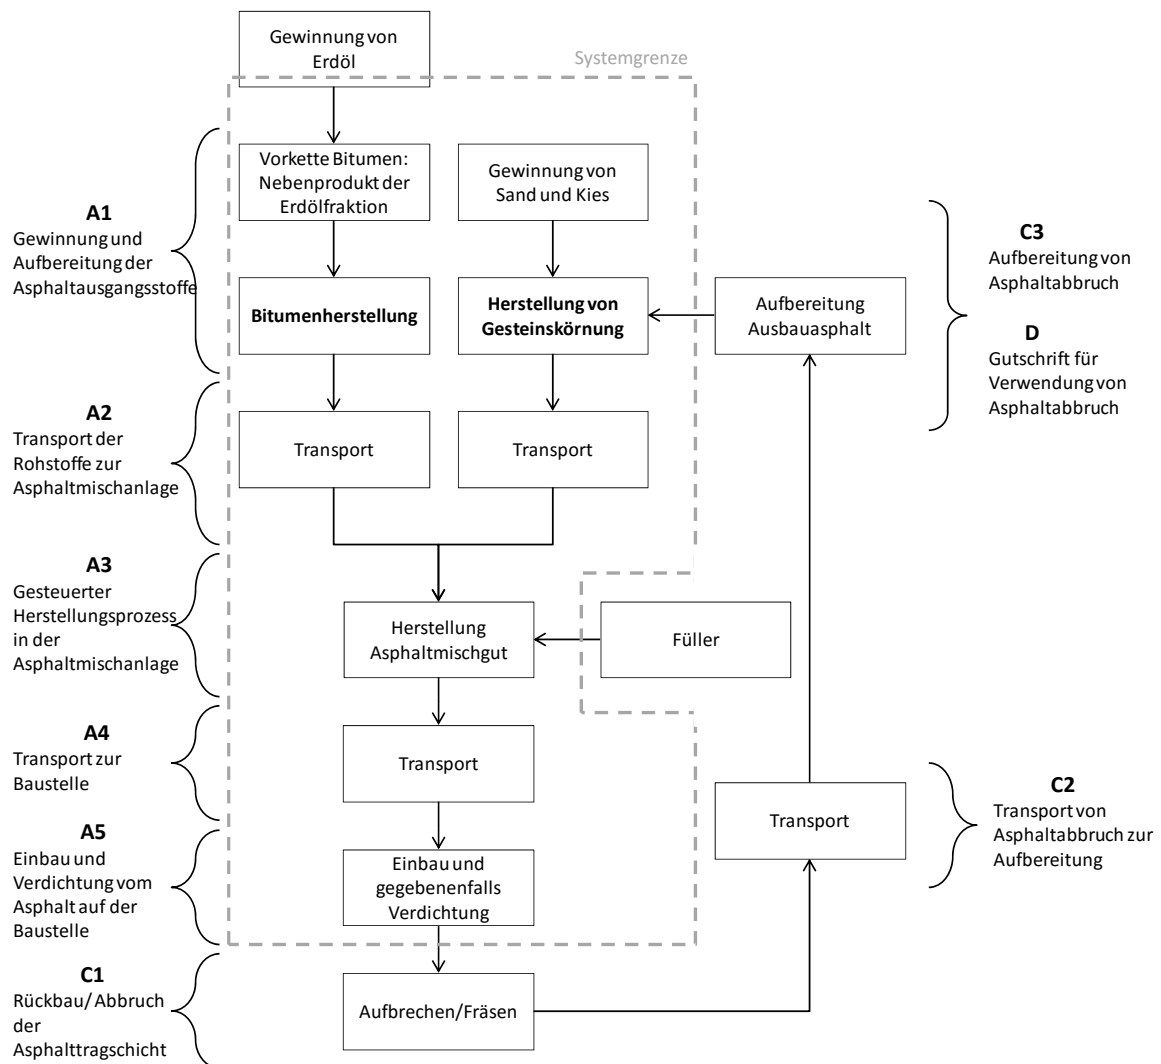 Gewinnung von
Erdöl
Systemgrenze
Vorkette Bitumen:
Nebenprodukt der
Erdölfraktion
Gewinnung von
Sand und Kies
A1
Gewinnung und
Aufbereitung der
Asphaltausgangsstoffe
C3
Aufbereitung von
Asphaltabbruch
Bitumenherstellung
Herstellung von
Gesteinskörnung
Aufbereitung
Ausbauasphalt
D
Gutschrift für
Verwendung von
Asphaltabbruch
A2
Transport der
Rohstoffe zur
Asphaltmischanlage
Transport
Transport
A3
Gesteuerter
Herstellungsprozess
in der
Asphaltmischanlage
Herstellung
Asphaltmischgut
Füller
A4
Transport zur
Baustelle
Transport
Transport
C2
Transport von
Asphaltabbruch zur
Aufbereitung
A5
Einbau und
Verdichtung vom
Asphalt auf der
Baustelle
Einbau und
gegebenenfalls
Verdichtung
C1
Rückbau/ Abbruch
der
Asphalttragschicht
Aufbrechen/Fräsen